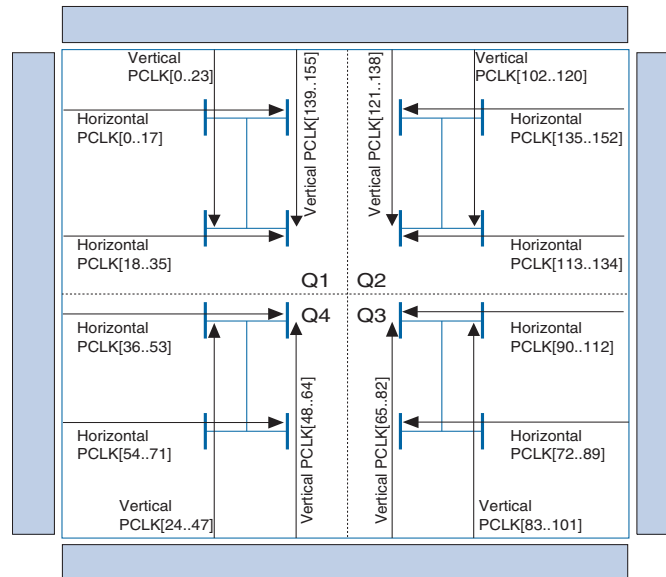 Vertical
PCLK[0..23]
Vertical PCLK[139..155]
Vertical PCLK[121..138]
Vertical
PCLK[102..120]
Horizontal
PCLK[0..17]
Horizontal
PCLK[135..152]
Horizontal
PCLK[18..35]
Horizontal
PCLK[113..134]
Q1
Q2
Q4
Q3
Horizontal
PCLK[36..53]
Horizontal
PCLK[90..112]
Vertical PCLK[48..64]
Vertical PCLK[65..82]
Horizontal
PCLK[54..71]
Horizontal
PCLK[72..89]
Vertical
PCLK[24..47]
Vertical
PCLK[83..101]